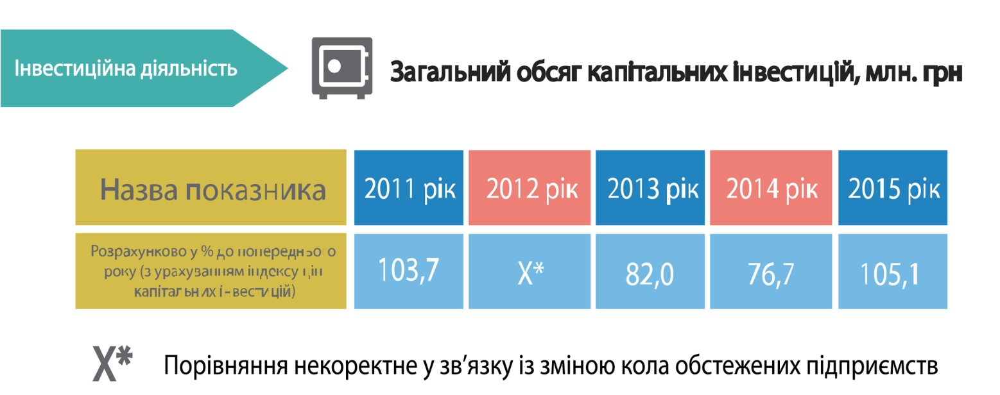 Інвестиційна діяльність
Загальний обсяг капітальних інвестицій, млн. грн
Назва показника 2011 рік 2012 рік 2013 рік 2014 рік 2015 рік
Розрахунково у % до попереднього
року (з урахуванням індексу цін
капітальних інвестицій)
103,7 X* 82,0 76,7 105,1
X* Порівняння некоректне у зв’язку із зміною кола обстежених підприємств